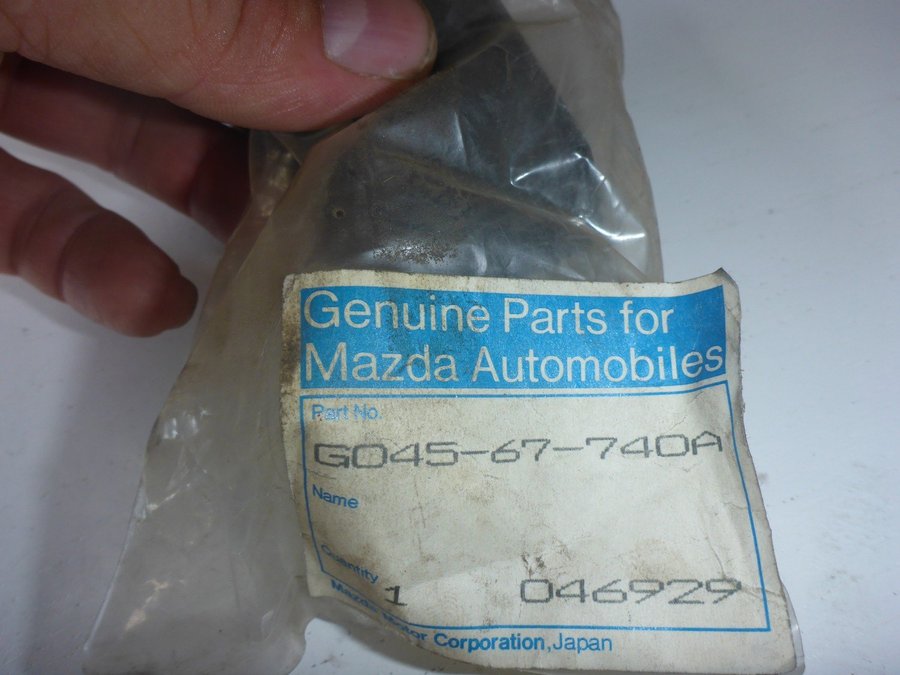 Genuine Parts for
Mazda Automobiles
Part No.
G045-67-740A
Name
Quantity
1 046929
Mazda Motor Corporation, Japan